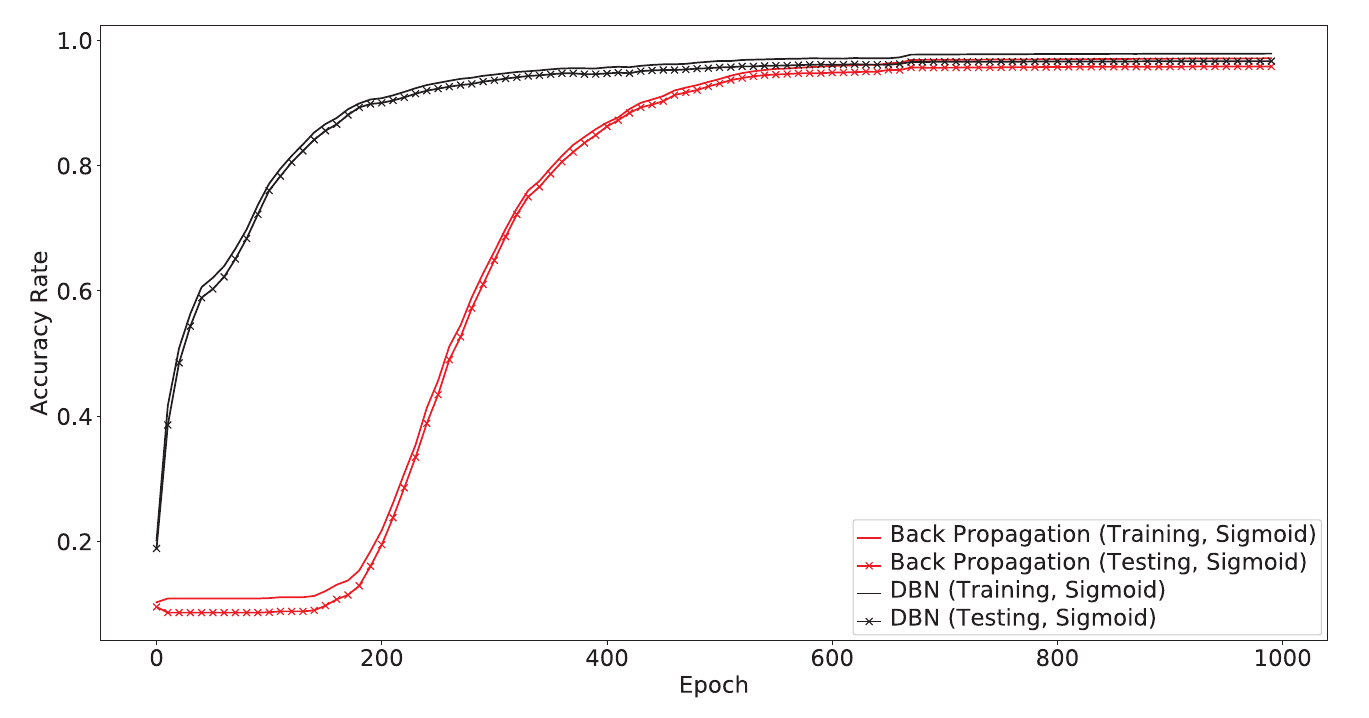 1.0
0.8
0.6
0.4
0.2
Accuracy Rate
Back Propagation (Training, Sigmoid)
Back Propagation (Testing, Sigmoid)
DBN (Training, Sigmoid)
DBN (Testing, Sigmoid)
0 200 400 600 800 1000
Epoch